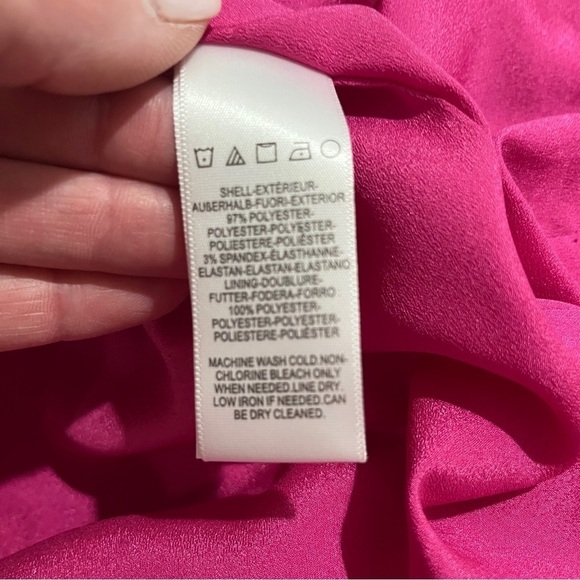 SHELL-EXTÉRIEUR-
AUßERHALB-FUORI-EXTERIOR
97% POLYESTER-
POLYESTER-POLYESTER-
POLIESTERE-POLIÉSTER
3% SPANDEX-ÉLASTHANNE-
ELASTAN-ELASTAN-ELASTANO
LINING-DOUBLURE-
FUTTER-FODERA-FORRO
100% POLYESTER-
POLYESTER-POLYESTER-
POLIESTERE-POLIÉSTER
MACHINE WASH COLD.NON-
CHLORINE BLEACH ONLY
WHEN NEEDED.LINE DRY.
LOW IRON IF NEEDED.CAN
BE DRY CLEANED.